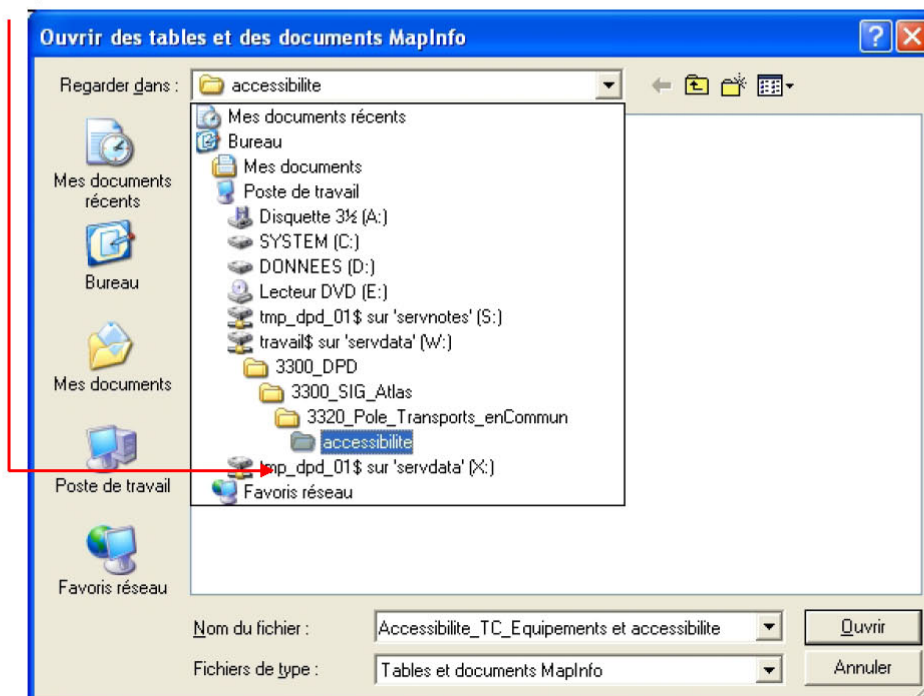 Ouvrir des tables et des documents MapInfo
Regarder dans : accessibilite
Mes documents récents
Bureau
Mes documents
Poste de travail
Disquette 3½ (A:)
SYSTEM (C:)
DONNEES (D:)
Lecteur DVD (E:)
tmp_dpd_01$ sur 'servnotes' (S:)
travail$ sur 'servdata' (W:)
3300_DPD
3300_SIG_Atlas
3320_Pole_Transports_enCommun
accessibilite
tmp_dpd_01$ sur 'servdata' (X:)
Favoris réseau
Mes documents
récents
Bureau
Mes documents
Poste de travail
Favoris réseau
Nom du fichier : Accessibilite_TC_Equipements et accessibilite Ouvrir
Fichiers de type : Tables et documents MapInfo Annuler